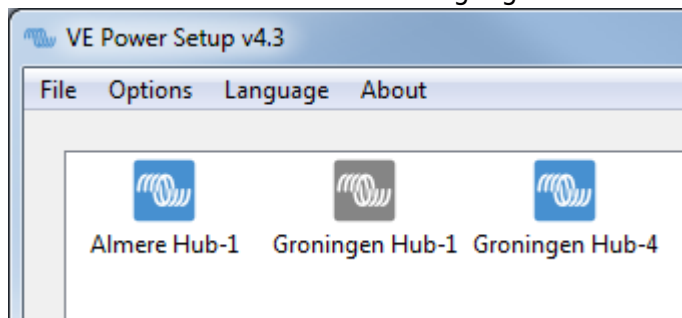 VE Power Setup v4.3
File Options Language About
Almere Hub-1 Groningen Hub-1 Groningen Hub-4